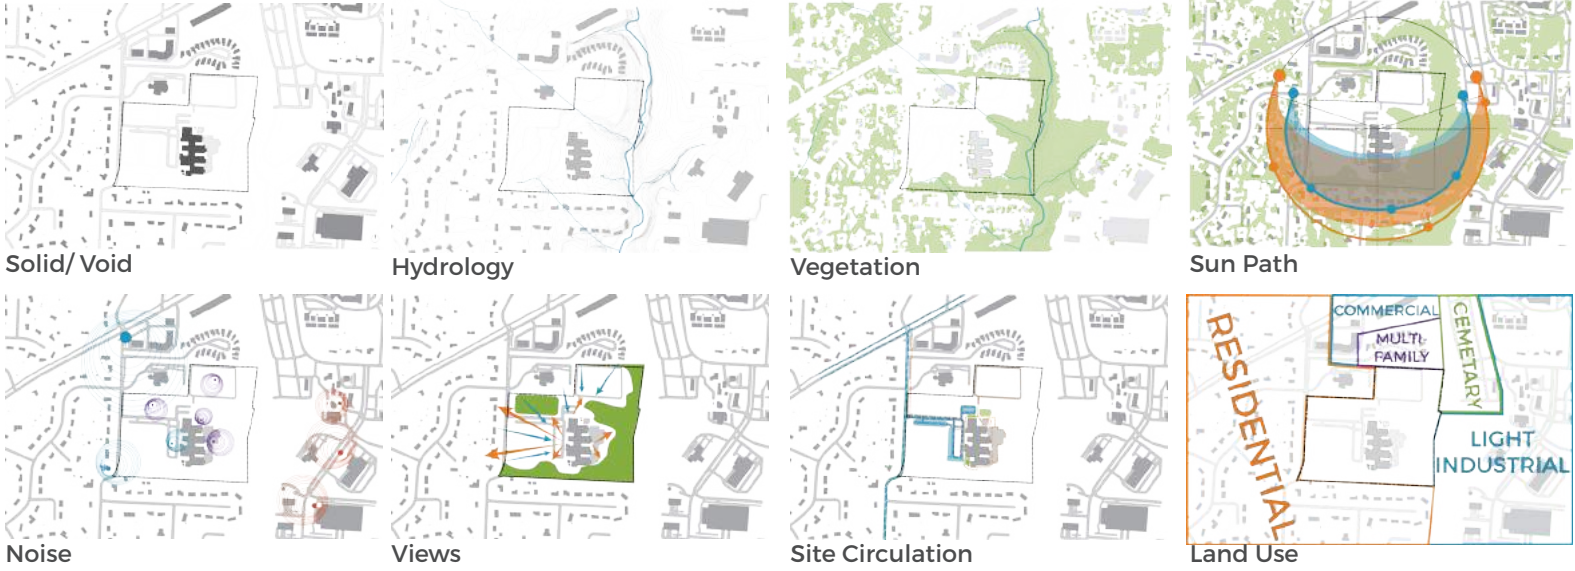 Solid/ Void
Hydrology
Vegetation
Sun Path
COMMERCIAL
MULTI-
FAMILY
CEMETARY
RESIDENTIAL
LIGHT
INDUSTRIAL
Noise
Views
Site Circulation
Land Use